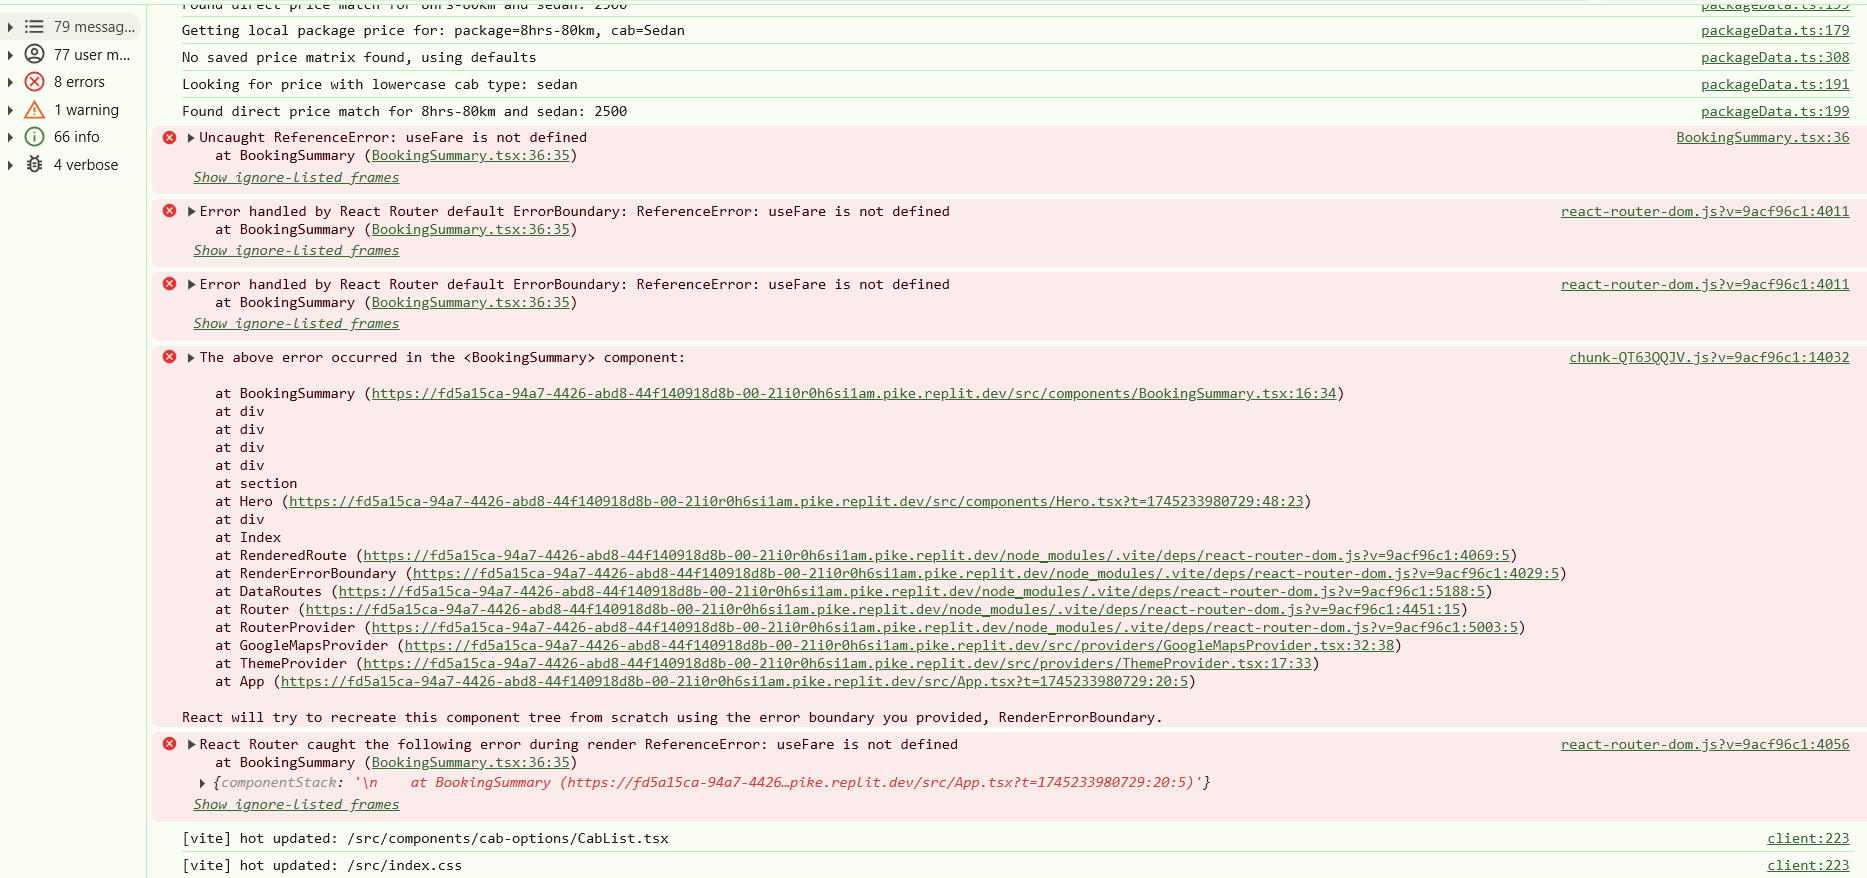 79 messag...
77 user m...
8 errors
1 warning
66 info
4 verbose
Found direct price match for 8hrs-80km and sedan: 2500 packageData.ts:199
Getting local package price for: package=8hrs-80km, cab=Sedan packageData.ts:179
No saved price matrix found, using defaults packageData.ts:308
Looking for price with lowercase cab type: sedan packageData.ts:191
Found direct price match for 8hrs-80km and sedan: 2500 packageData.ts:199
Uncaught ReferenceError: useFare is not defined BookingSummary.tsx:36
at BookingSummary (BookingSummary.tsx:36:35)
Show ignore-listed frames
Error handled by React Router default ErrorBoundary: ReferenceError: useFare is not defined react-router-dom.js?v=9acf96c1:4011
at BookingSummary (BookingSummary.tsx:36:35)
Show ignore-listed frames
Error handled by React Router default ErrorBoundary: ReferenceError: useFare is not defined react-router-dom.js?v=9acf96c1:4011
at BookingSummary (BookingSummary.tsx:36:35)
Show ignore-listed frames
The above error occurred in the <BookingSummary> component: chunk-QT63QQJV.js?v=9acf96c1:14032
at BookingSummary (https://fd5a15ca-94a7-4426-abd8-44f140918d8b-00-2li0r0h6si1am.pike.replit.dev/src/components/BookingSummary.tsx:16:34)
at div
at div
at div
at div
at section
at Hero (https://fd5a15ca-94a7-4426-abd8-44f140918d8b-00-2li0r0h6si1am.pike.replit.dev/src/components/Hero.tsx?t=1745233980729:48:23)
at div
at Index
at RenderedRoute (https://fd5a15ca-94a7-4426-abd8-44f140918d8b-00-2li0r0h6si1am.pike.replit.dev/node_modules/.vite/deps/react-router-dom.js?v=9acf96c1:4069:5)
at RenderErrorBoundary (https://fd5a15ca-94a7-4426-abd8-44f140918d8b-00-2li0r0h6si1am.pike.replit.dev/node_modules/.vite/deps/react-router-dom.js?v=9acf96c1:4029:5)
at DataRoutes (https://fd5a15ca-94a7-4426-abd8-44f140918d8b-00-2li0r0h6si1am.pike.replit.dev/node_modules/.vite/deps/react-router-dom.js?v=9acf96c1:5188:5)
at Router (https://fd5a15ca-94a7-4426-abd8-44f140918d8b-00-2li0r0h6si1am.pike.replit.dev/node_modules/.vite/deps/react-router-dom.js?v=9acf96c1:4451:15)
at RouterProvider (https://fd5a15ca-94a7-4426-abd8-44f140918d8b-00-2li0r0h6si1am.pike.replit.dev/node_modules/.vite/deps/react-router-dom.js?v=9acf96c1:5003:5)
at GoogleMapsProvider (https://fd5a15ca-94a7-4426-abd8-44f140918d8b-00-2li0r0h6si1am.pike.replit.dev/src/providers/GoogleMapsProvider.tsx:32:38)
at ThemeProvider (https://fd5a15ca-94a7-4426-abd8-44f140918d8b-00-2li0r0h6si1am.pike.replit.dev/src/providers/ThemeProvider.tsx:17:33)
at App (https://fd5a15ca-94a7-4426-abd8-44f140918d8b-00-2li0r0h6si1am.pike.replit.dev/src/App.tsx?t=1745233980729:20:5)
React will try to recreate this component tree from scratch using the error boundary you provided, RenderErrorBoundary.
React Router caught the following error during render ReferenceError: useFare is not defined react-router-dom.js?v=9acf96c1:4056
at BookingSummary (BookingSummary.tsx:36:35)
{componentStack: '\n    at BookingSummary (https://fd5a15ca-94a7-4426…pike.replit.dev/src/App.tsx?t=1745233980729:20:5)'}
Show ignore-listed frames
[vite] hot updated: /src/components/cab-options/CabList.tsx client:223
[vite] hot updated: /src/index.css client:223